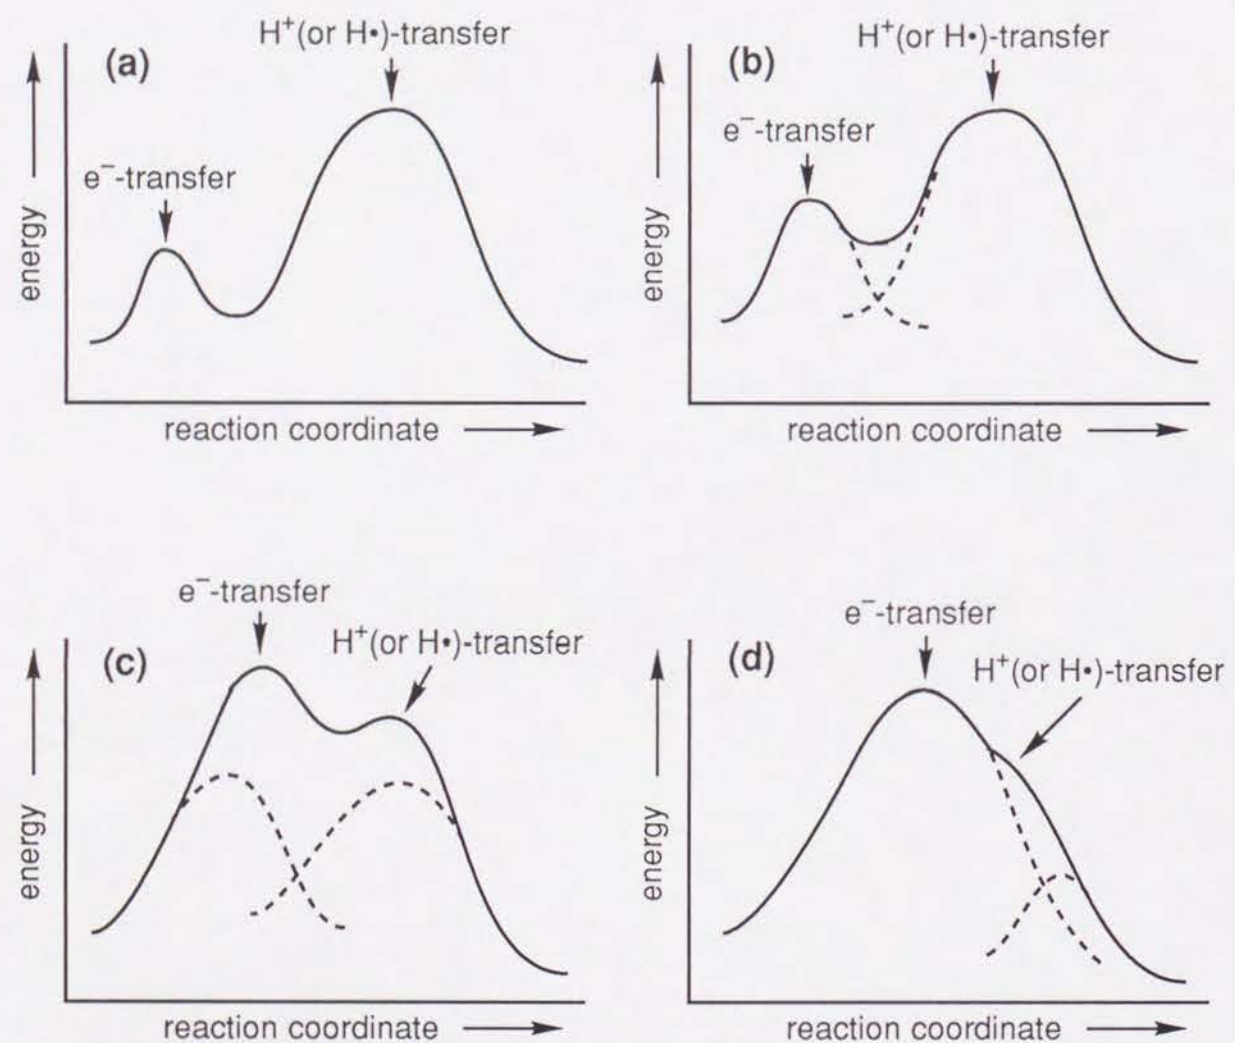 (a)
H⁺(or H•)-transfer
e⁻-transfer
energy
reaction coordinate
(b)
H⁺(or H•)-transfer
e⁻-transfer
energy
reaction coordinate
(c)
e⁻-transfer
H⁺(or H•)-transfer
energy
reaction coordinate
(d)
e⁻-transfer
H⁺(or H•)-transfer
energy
reaction coordinate